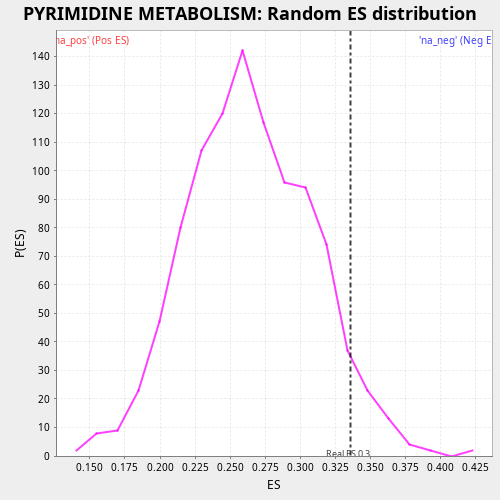 PYRIMIDINE METABOLISM: Random ES distribution
na_pos' (Pos ES)
'na_neg' (Neg E
140
130
120
110
100
90
80
70
60
50
40
30
20
10
0
P(ES)
Real ES 0.3
0.150 0.175 0.200 0.225 0.250 0.275 0.300 0.325 0.350 0.375 0.400 0.425
ES